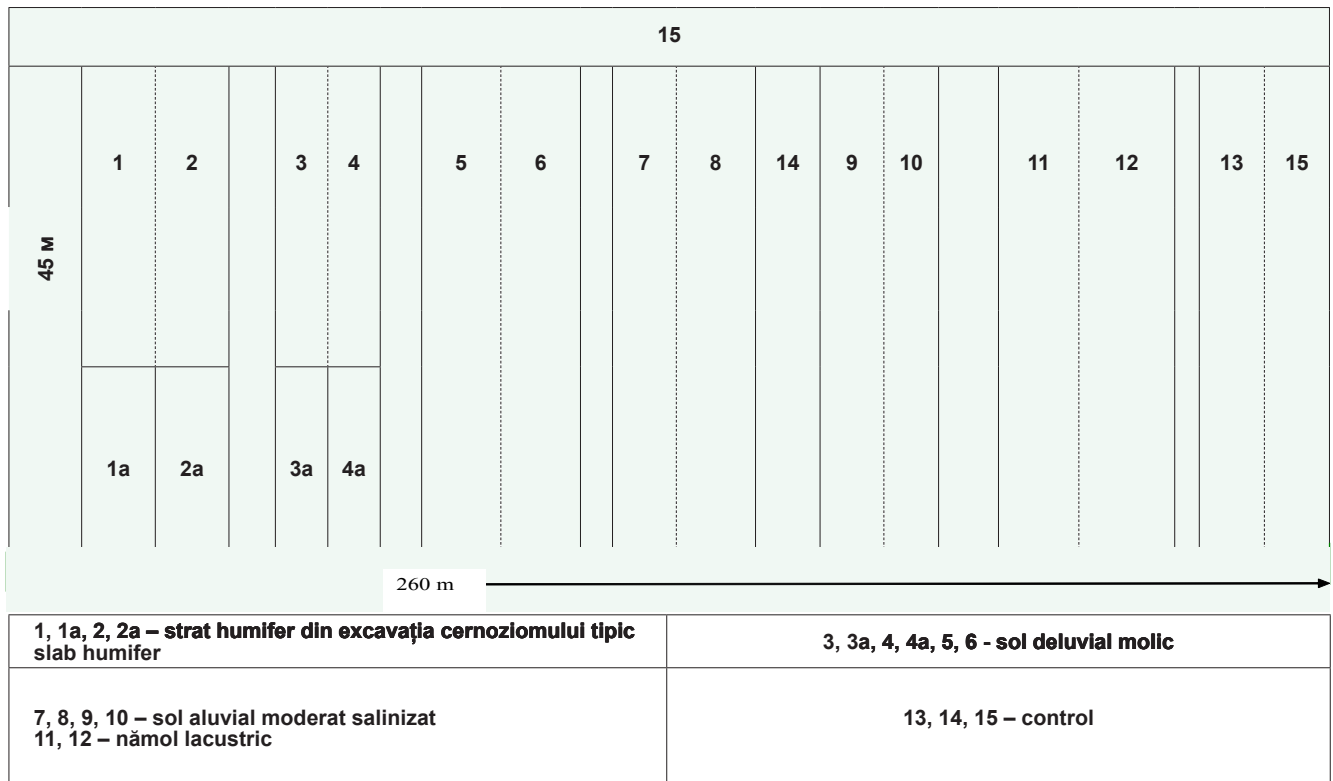 15
1 2 3 4 5 6 7 8 14 9 10 11 12 13 15
45 м
1a 2a 3a 4a
260 m
1, 1a, 2, 2a – strat humifer din excavația cernoziomului tipic
slab humifer
3, 3a, 4, 4a, 5, 6 - sol deluvial molic
7, 8, 9, 10 – sol aluvial moderat salinizat
11, 12 – nămol lacustric
13, 14, 15 – control